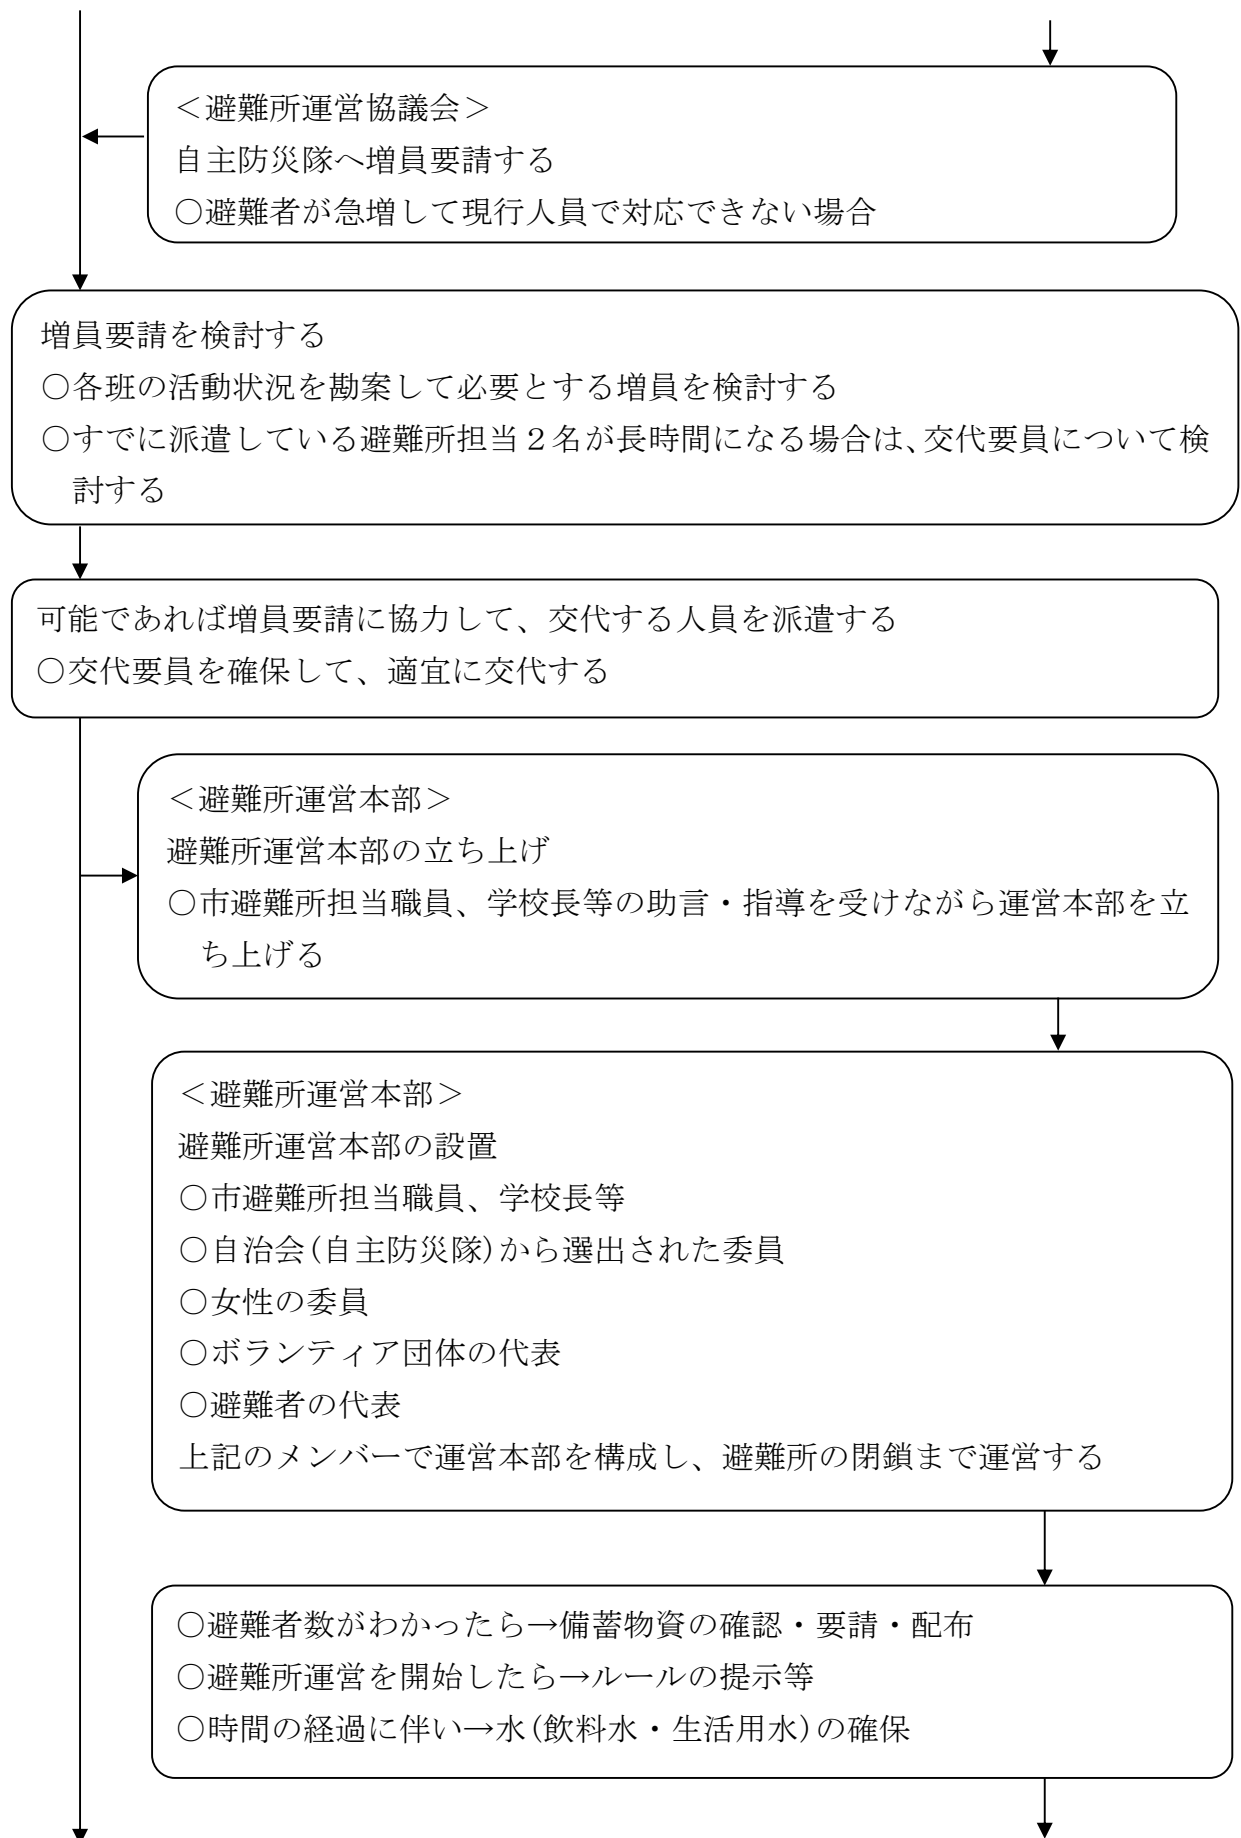 ＜避難所運営協議会＞
自主防災隊へ増員要請する
○避難者が急増して現行人員で対応できない場合
増員要請を検討する
○各班の活動状況を勘案して必要とする増員を検討する
○すでに派遣している避難所担当２名が長時間になる場合は、交代要員について検
討する
可能であれば増員要請に協力して、交代する人員を派遣する
○交代要員を確保して、適宜に交代する
＜避難所運営本部＞
避難所運営本部の立ち上げ
○市避難所担当職員、学校長等の助言・指導を受けながら運営本部を立
ち上げる
＜避難所運営本部＞
避難所運営本部の設置
○市避難所担当職員、学校長等
○自治会(自主防災隊)から選出された委員
○女性の委員
○ボランティア団体の代表
○避難者の代表
上記のメンバーで運営本部を構成し、避難所の閉鎖まで運営する
○避難者数がわかったら→備蓄物資の確認・要請・配布
○避難所運営を開始したら→ルールの提示等
○時間の経過に伴い→水(飲料水・生活用水)の確保